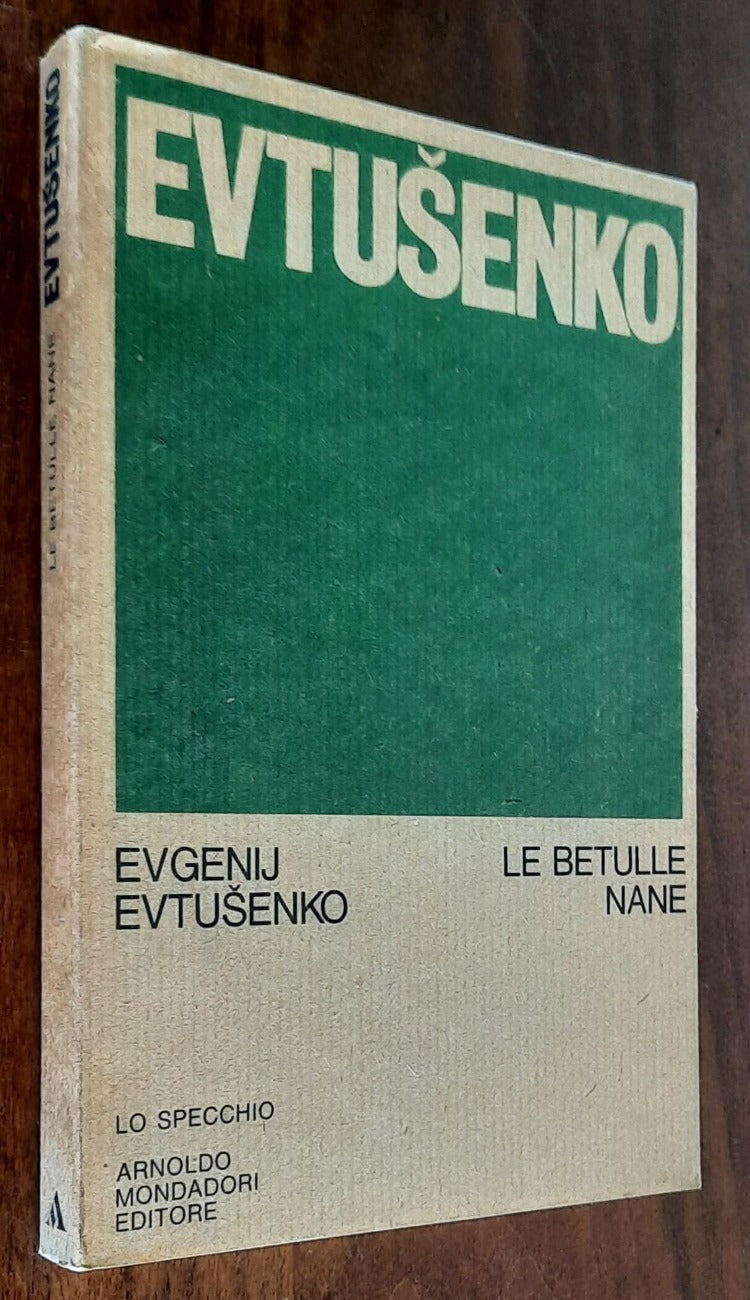 EVTUŠENKO
LE BETULLE NANE
EVTUŠENKO
EVGENIJ
EVTUŠENKO
LE BETULLE
NANE
LO SPECCHIO
ARNOLDO
MONDADORI
EDITORE